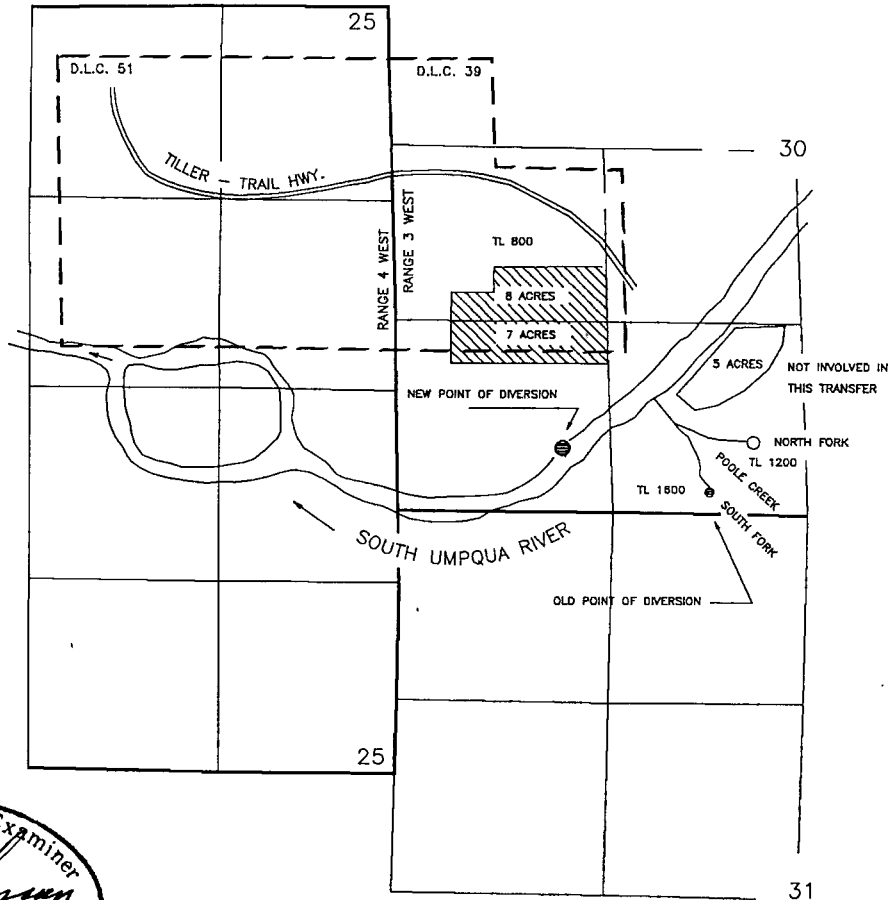 25
D.L.C. 51
D.L.C. 39
30
TILLER - TRAIL HWY.
RANGE 4 WEST
RANGE 3 WEST
TL 800
8 ACRES
7 ACRES
5 ACRES
NOT INVOLVED IN
THIS TRANSFER
NEW POINT OF DIVERSION
NORTH FORK
TL 1200
POOLE CREEK
TL 1600
SOUTH FORK
SOUTH UMPQUA RIVER
OLD POINT OF DIVERSION
25
Examiner
31